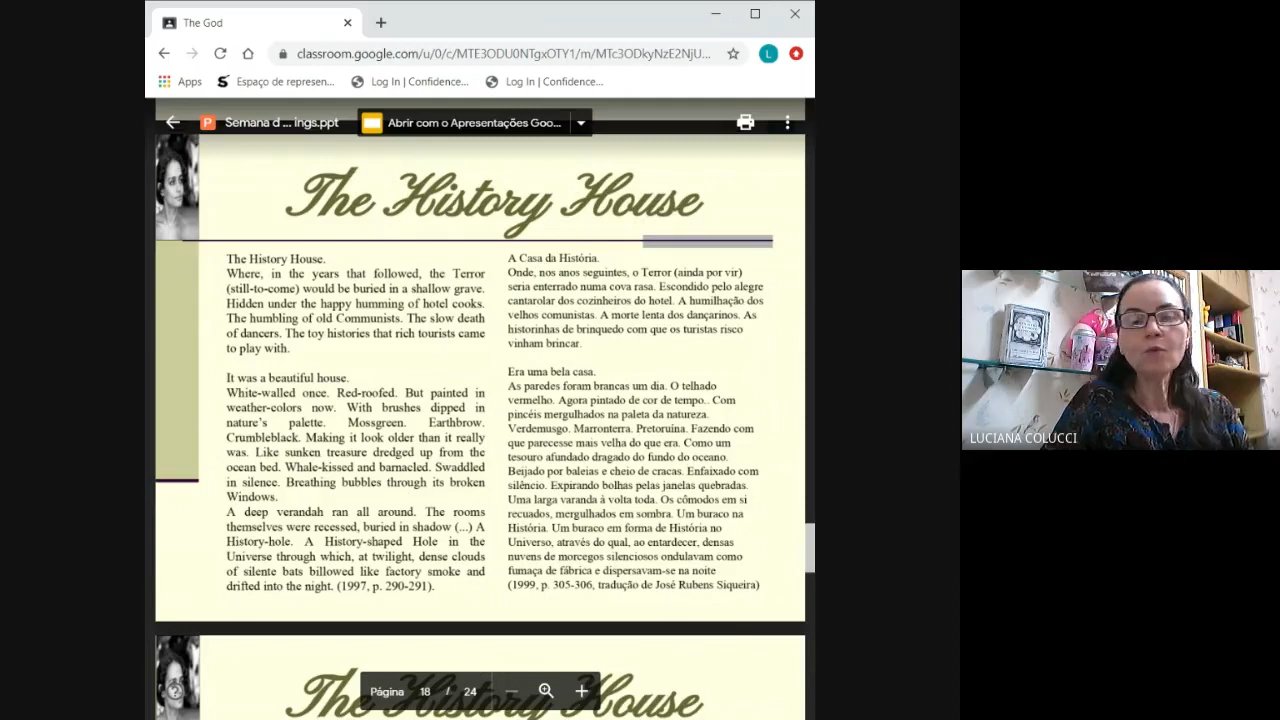 The God
classroom.google.com/u/0/c/MTE3ODU0NTgxOTY1/m/MTc3ODkyNzE2NjU...
L
Apps
Espaço de represen...
Log In | Confidence...
Log In | Confidence...
P
Semana d ... ings.ppt
Abrir com o Apresentações Goo...
The History House
The History House.
Where, in the years that followed, the Terror
(still-to-come) would be buried in a shallow grave.
Hidden under the happy humming of hotel cooks.
The humbling of old Communists. The slow death
of dancers. The toy histories that rich tourists came
to play with.
It was a beautiful house.
White-walled once. Red-roofed. But painted in
weather-colors now. With brushes dipped in
nature's palette. Mossgreen. Earthbrow.
Crumbleblack. Making it look older than it really
was. Like sunken treasure dredged up from the
ocean bed. Whale-kissed and barnacled. Swaddled
in silence. Breathing bubbles through its broken
Windows.
A deep verandah ran all around. The rooms
themselves were recessed, buried in shadow (...) A
History-hole. A History-shaped Hole in the
Universe through which, at twilight, dense clouds
of silente bats billowed like factory smoke and
drifted into the night. (1997, p. 290-291).
A Casa da História.
Onde, nos anos seguintes, o Terror (ainda por vir)
seria enterrado numa cova rasa. Escondido pelo alegre
cantarolar dos cozinheiros do hotel. A humilhação dos
velhos comunistas. A morte lenta dos dançarinos. As
historinhas de brinquedo com que os turistas risco
vinham brincar.
Era uma bela casa.
As paredes foram brancas um dia. O telhado
vermelho. Agora pintado de cor de tempo.. Com
pincéis mergulhados na paleta da natureza.
Verdemusgo. Marronterra. Pretoruína. Fazendo com
que parecesse mais velha do que era. Como um
tesouro afundado dragado do fundo do oceano.
Beijado por baleias e cheio de cracas. Enfaixado com
silêncio. Expirando bolhas pelas janelas quebradas.
Uma larga varanda à volta toda. Os cômodos em si
recuados, mergulhados em sombra. Um buraco na
História. Um buraco em forma de História no
Universo, através do qual, ao entardecer, densas
nuvens de morcegos silenciosos ondulavam como
fumaça de fábrica e dispersavam-se na noite
(1999, p. 305-306, tradução de José Rubens Siqueira)
The History House
Página 18 / 24
LUCIANA COLUCCI